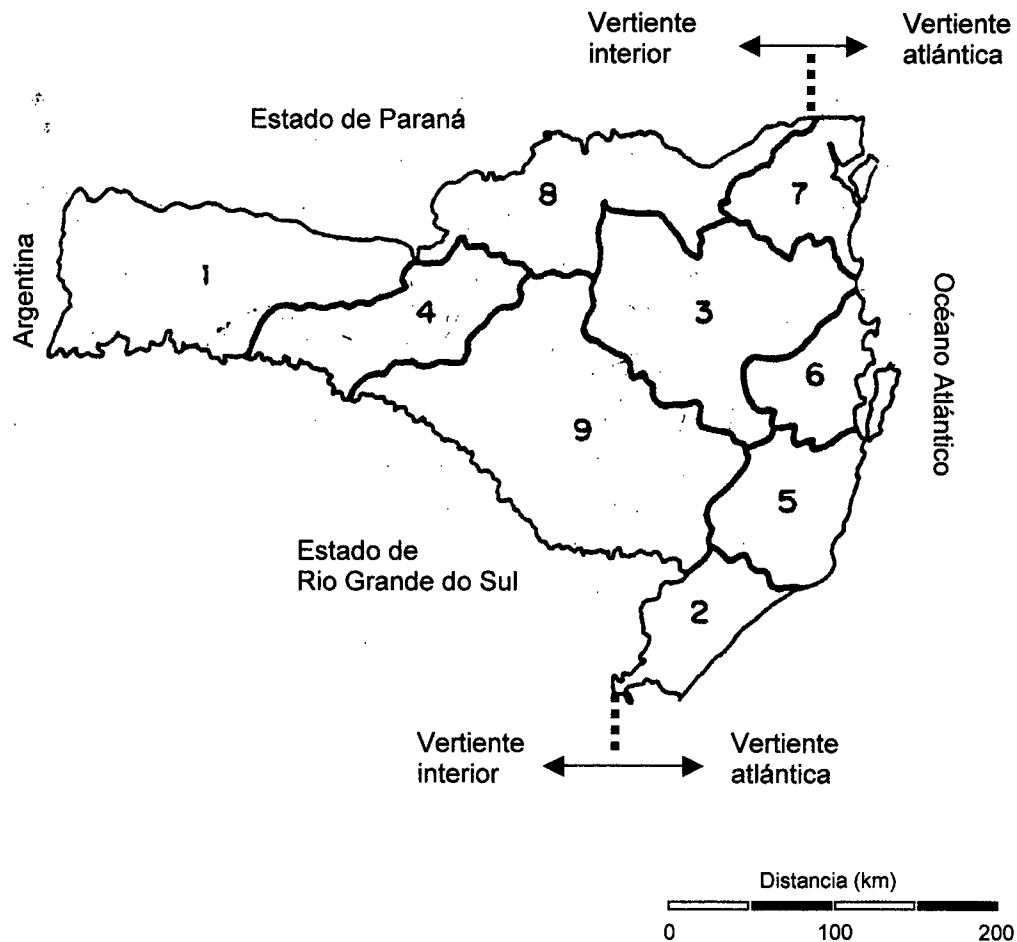 Vertiente
interior
Vertiente
atlántica
Estado de Paraná
8
7
1
Argentina
4
3
Océano Atlántico
6
9
5
Estado de
Rio Grande do Sul
2
Vertiente
interior
Vertiente
atlántica
Distancia (km)
0
100
200